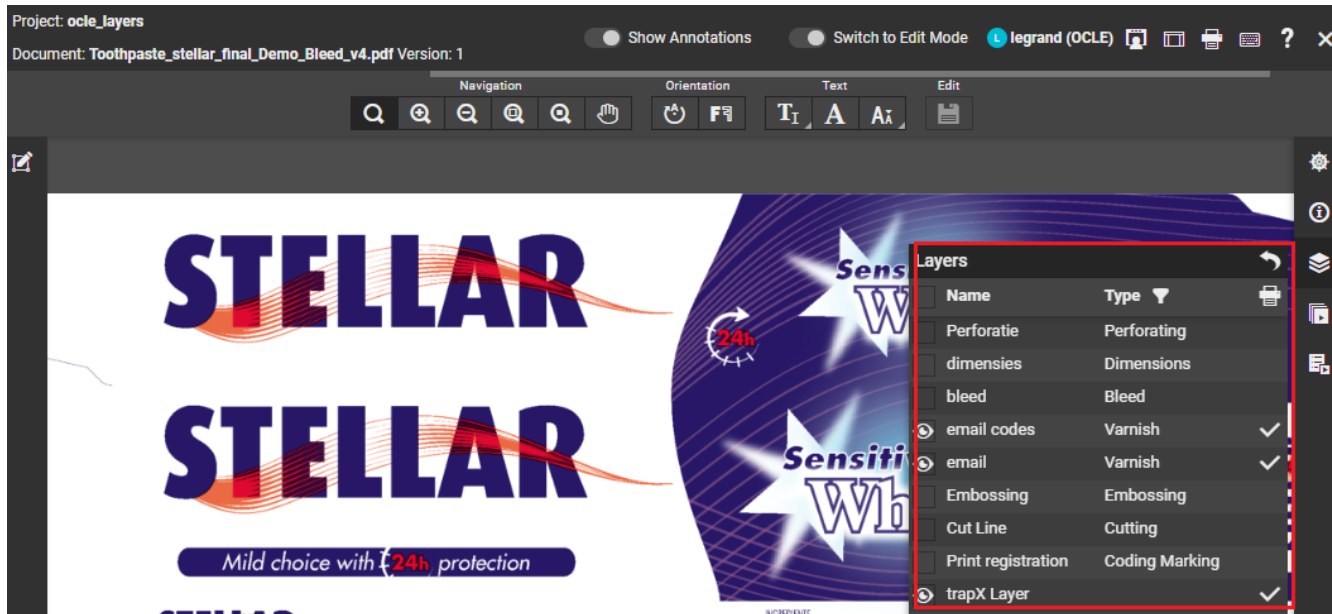 Project: ocle_layers
Document: Toothpaste_stellar_final_Demo_Bleed_v4.pdf Version: 1
Show Annotations
Switch to Edit Mode
L legrand (OCLE)
Navigation
Orientation
Text
Edit
STELLAR
24h
Sens
W
STELLAR
Sensitiv
Wh
Mild choice with 24h protection
STELLAR
INGREDIENTS
Layers
Name Type
Perforatie Perforating
dimensies Dimensions
bleed Bleed
email codes Varnish
email Varnish
Embossing Embossing
Cut Line Cutting
Print registration Coding Marking
trapX Layer